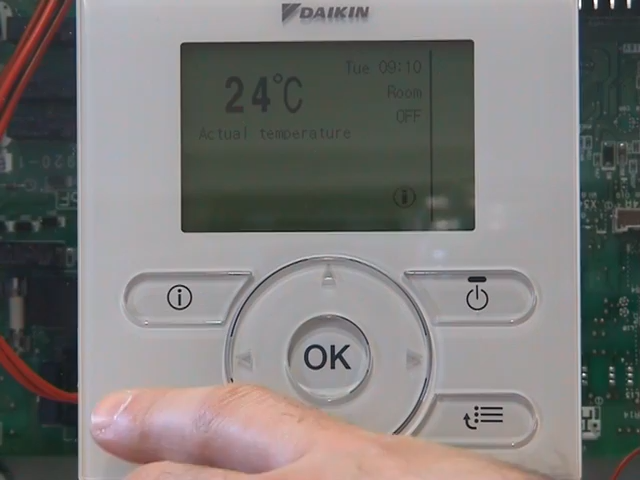 DAIKIN
Tue 09:10
24°C
Room
OFF
Actual temperature
OK